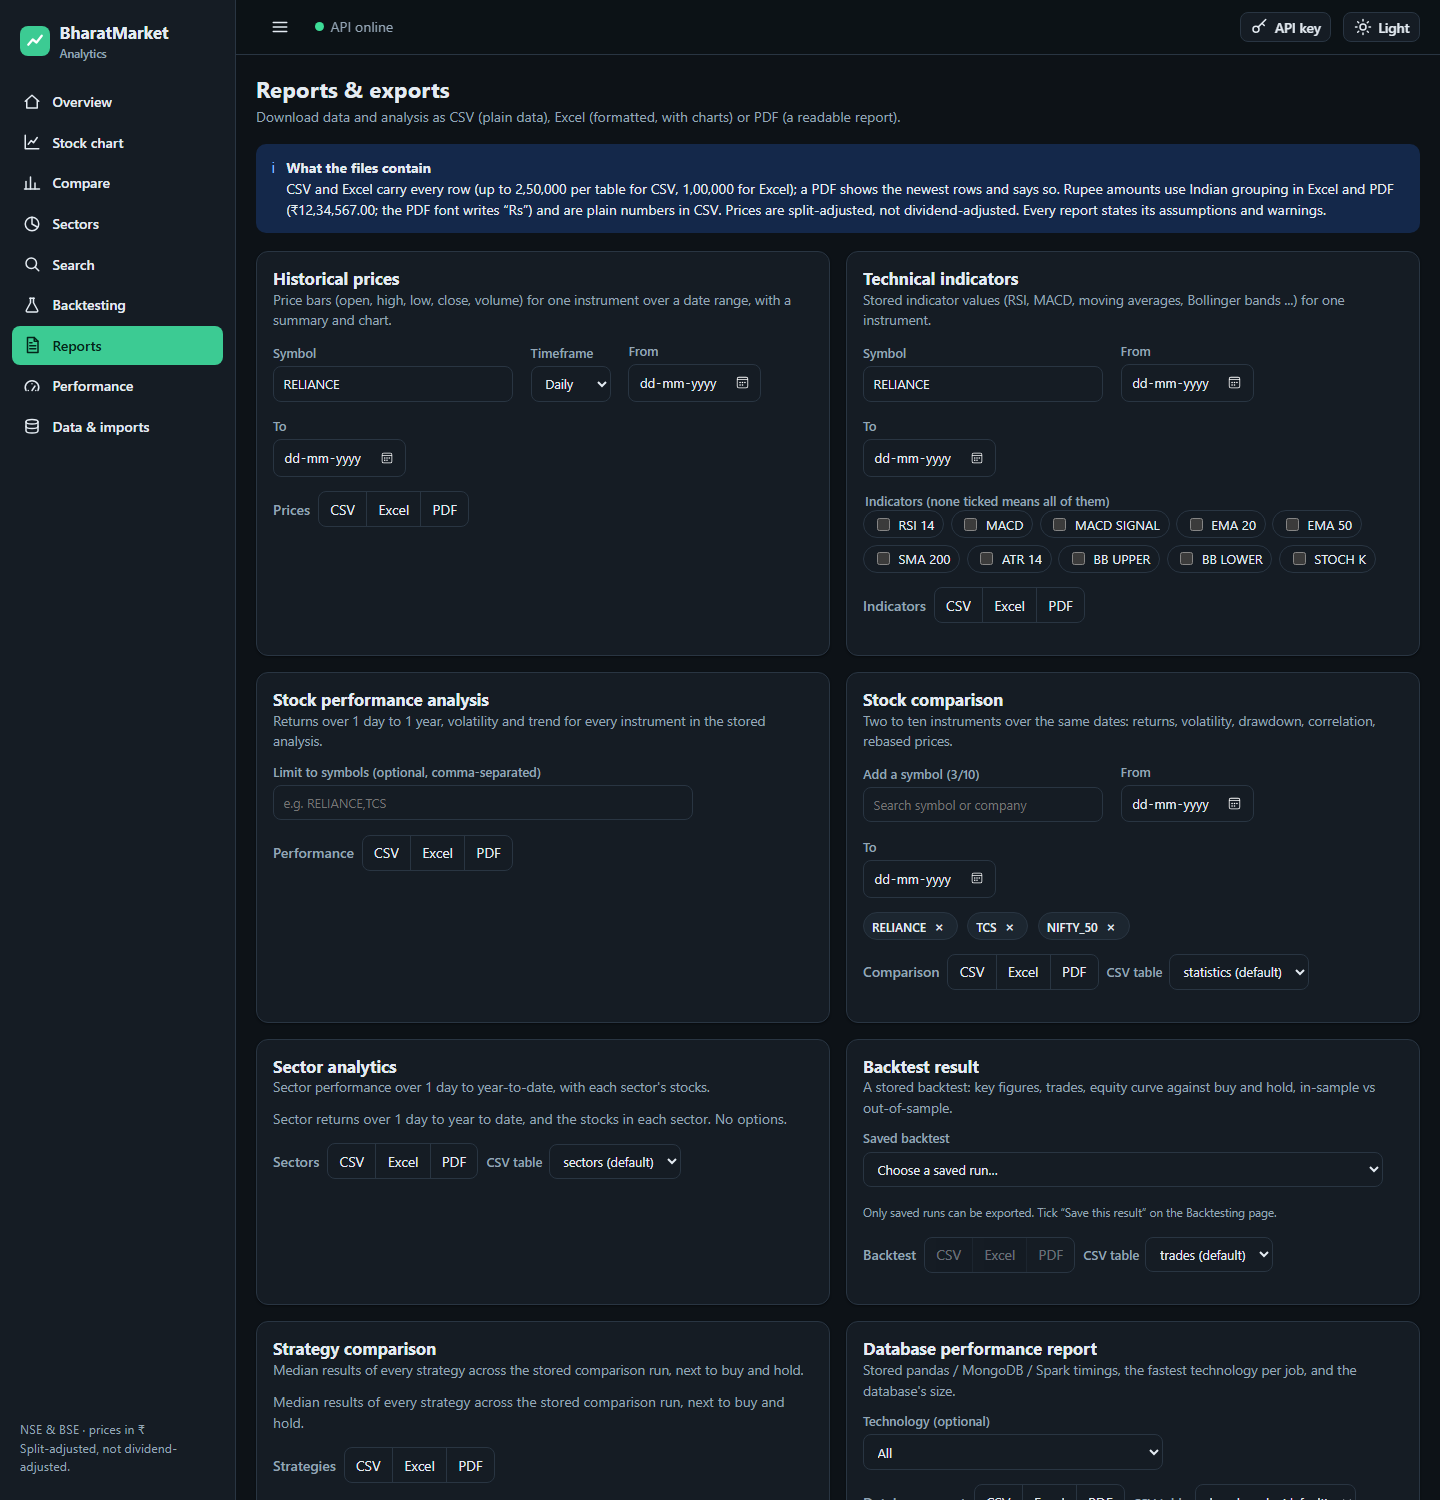 BharatMarket
Analytics
Overview
Stock chart
Compare
Sectors
Search
Backtesting
Reports
Performance
Data & imports
NSE & BSE · prices in ₹
Split-adjusted, not dividend-
adjusted.
API online
API key
Light
Reports & exports
Download data and analysis as CSV (plain data), Excel (formatted, with charts) or PDF (a readable report).
i What the files contain
CSV and Excel carry every row (up to 2,50,000 per table for CSV, 1,00,000 for Excel); a PDF shows the newest rows and says so. Rupee amounts use Indian grouping in Excel and PDF
(₹12,34,567.00; the PDF font writes “Rs”) and are plain numbers in CSV. Prices are split-adjusted, not dividend-adjusted. Every report states its assumptions and warnings.
Historical prices
Price bars (open, high, low, close, volume) for one instrument over a date range, with a
summary and chart.
Symbol Timeframe From
RELIANCE Daily dd-mm-yyyy
To
dd-mm-yyyy
Prices CSV Excel PDF
Technical indicators
Stored indicator values (RSI, MACD, moving averages, Bollinger bands ...) for one
instrument.
Symbol From
RELIANCE dd-mm-yyyy
To
dd-mm-yyyy
Indicators (none ticked means all of them)
RSI 14 MACD MACD SIGNAL EMA 20 EMA 50
SMA 200 ATR 14 BB UPPER BB LOWER STOCH K
Indicators CSV Excel PDF
Stock performance analysis
Returns over 1 day to 1 year, volatility and trend for every instrument in the stored
analysis.
Limit to symbols (optional, comma-separated)
e.g. RELIANCE,TCS
Performance CSV Excel PDF
Stock comparison
Two to ten instruments over the same dates: returns, volatility, drawdown, correlation,
rebased prices.
Add a symbol (3/10) From
Search symbol or company dd-mm-yyyy
To
dd-mm-yyyy
RELIANCE × TCS × NIFTY_50 ×
Comparison CSV Excel PDF CSV table statistics (default)
Sector analytics
Sector performance over 1 day to year-to-date, with each sector's stocks.
Sector returns over 1 day to year to date, and the stocks in each sector. No options.
Sectors CSV Excel PDF CSV table sectors (default)
Backtest result
A stored backtest: key figures, trades, equity curve against buy and hold, in-sample vs
out-of-sample.
Saved backtest
Choose a saved run...
Only saved runs can be exported. Tick “Save this result” on the Backtesting page.
Backtest CSV Excel PDF CSV table trades (default)
Strategy comparison
Median results of every strategy across the stored comparison run, next to buy and hold.
Median results of every strategy across the stored comparison run, next to buy and
hold.
Strategies CSV Excel PDF
Database performance report
Stored pandas / MongoDB / Spark timings, the fastest technology per job, and the
database's size.
Technology (optional)
All
CSV Excel PDF